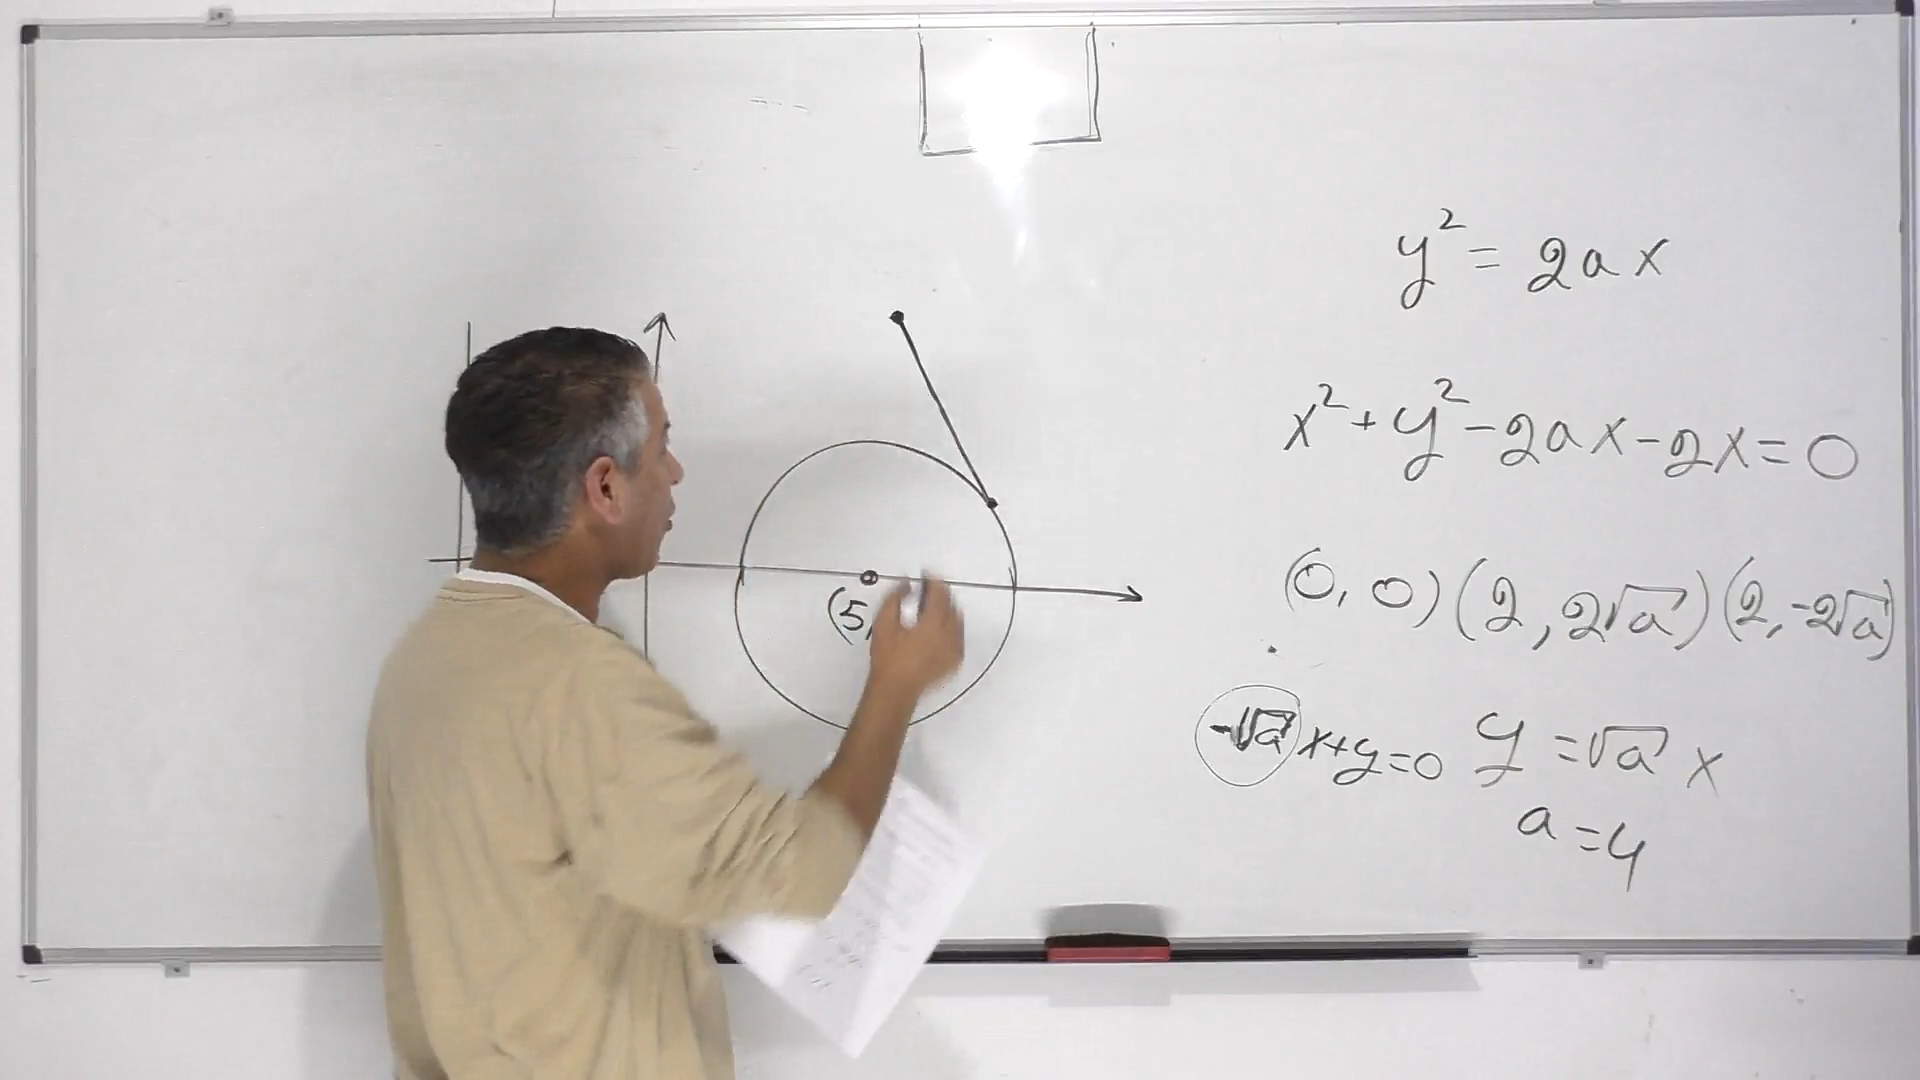 y² = 2ax
x² + y² - 2ax - 2x = 0
(0, 0) (2, 2√a) (2, -2√a)
-√a x + y = 0 y = √a x
a = 4
(5,